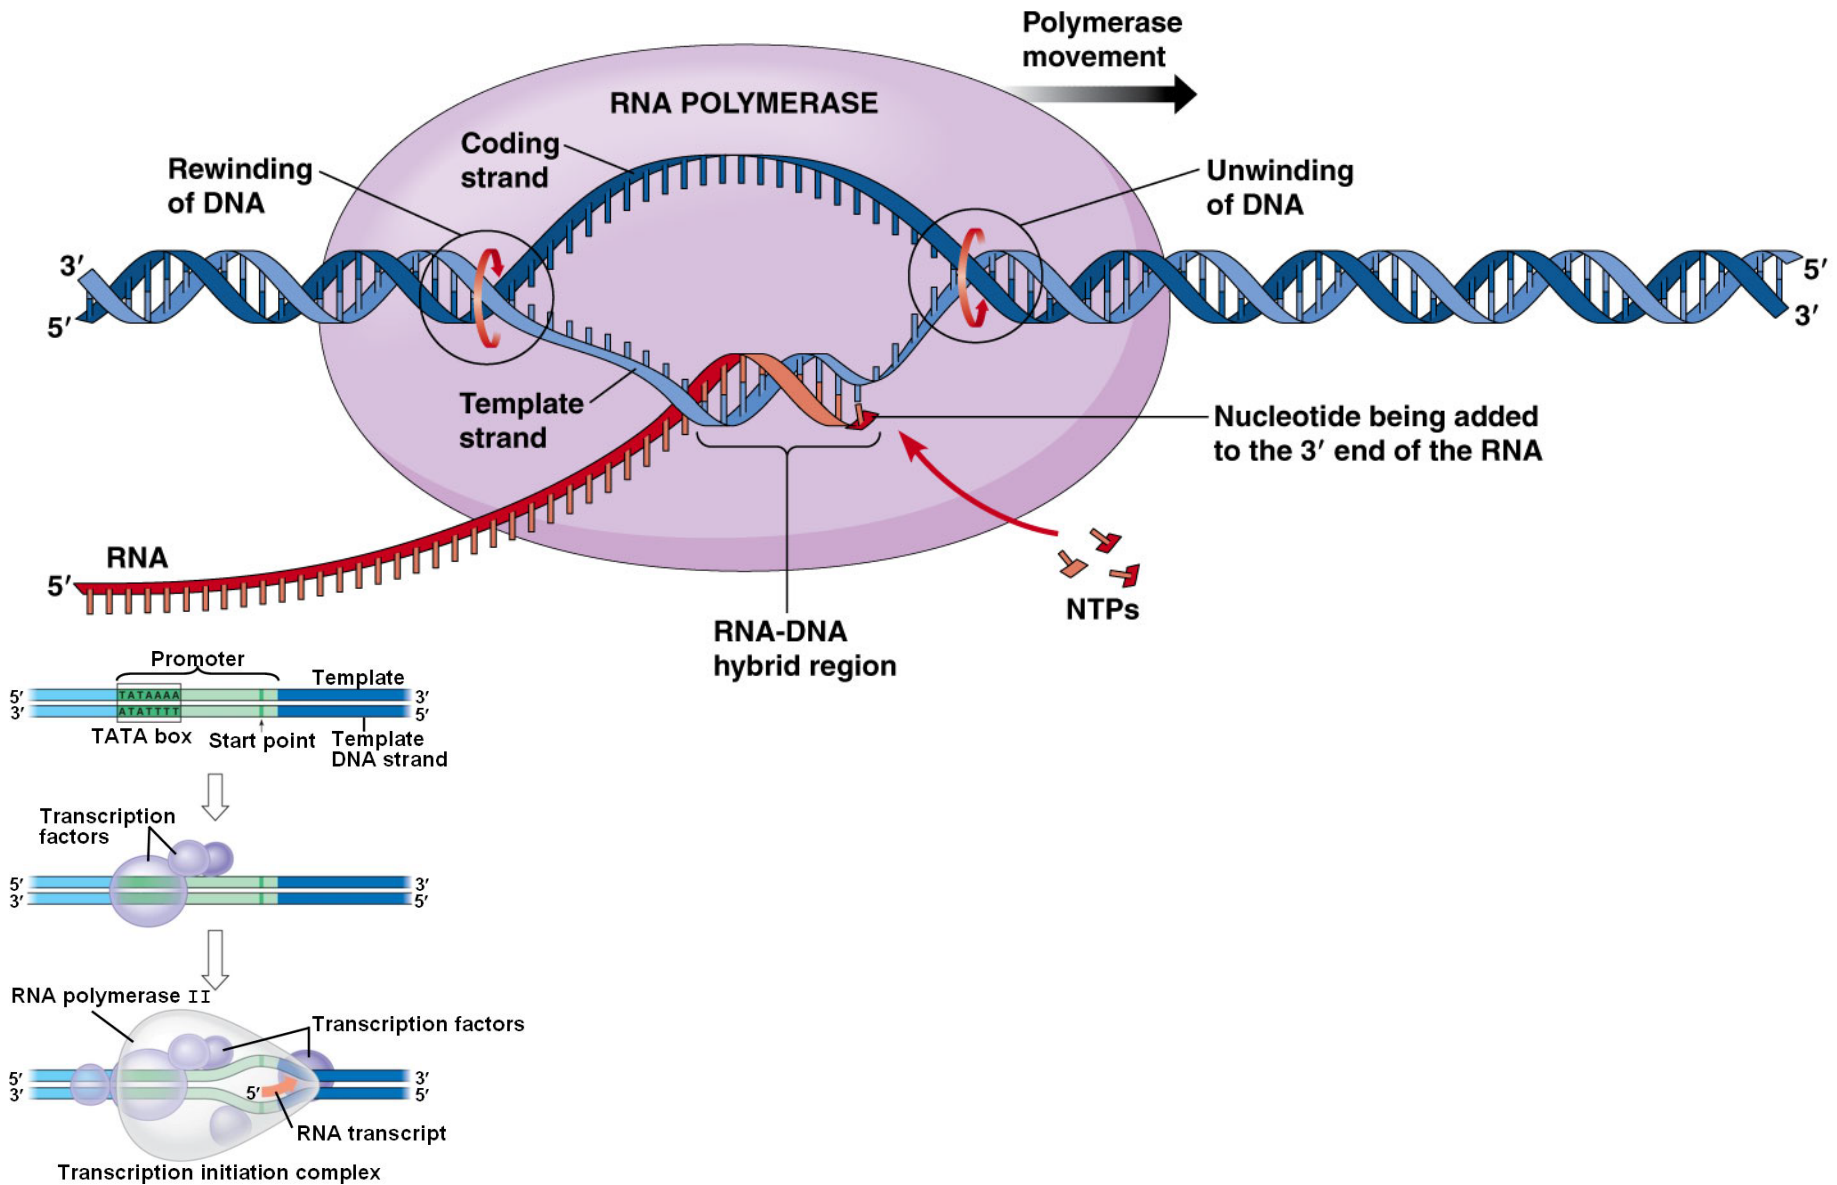 Polymerase
movement
RNA POLYMERASE
Coding
strand
Rewinding
of DNA
Unwinding
of DNA
3′
5′
5′
3′
Template
strand
Nucleotide being added
to the 3′ end of the RNA
RNA
5′
NTPs
RNA-DNA
hybrid region
Promoter
Template
5′
TATAAAA
3′
3′
ATATTTT
5′
TATA box
Start point
Template
DNA strand
Transcription
factors
5′
3′
3′
5′
RNA polymerase II
Transcription factors
5′
3′
3′
5′
5′
RNA transcript
Transcription initiation complex